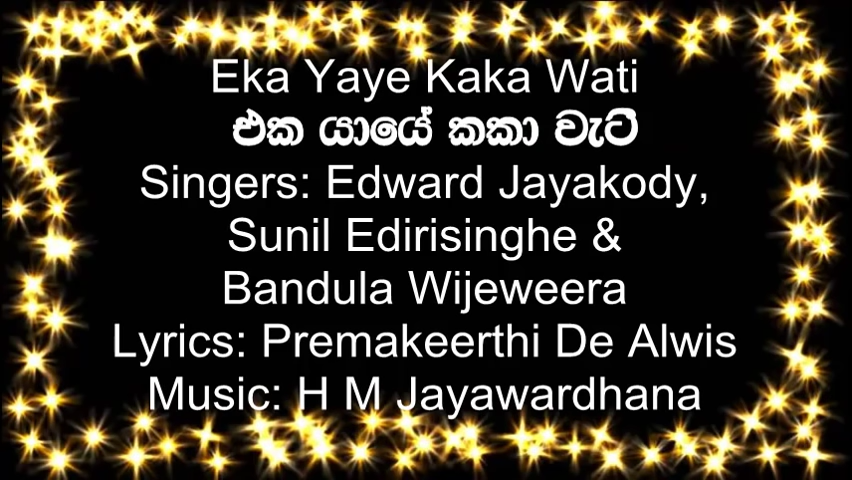 Eka Yaye Kaka Wati
එක යායේ කකා වැටි
Singers: Edward Jayakody,
Sunil Edirisinghe &
Bandula Wijeweera
Lyrics: Premakeerthi De Alwis
Music: H M Jayawardhana